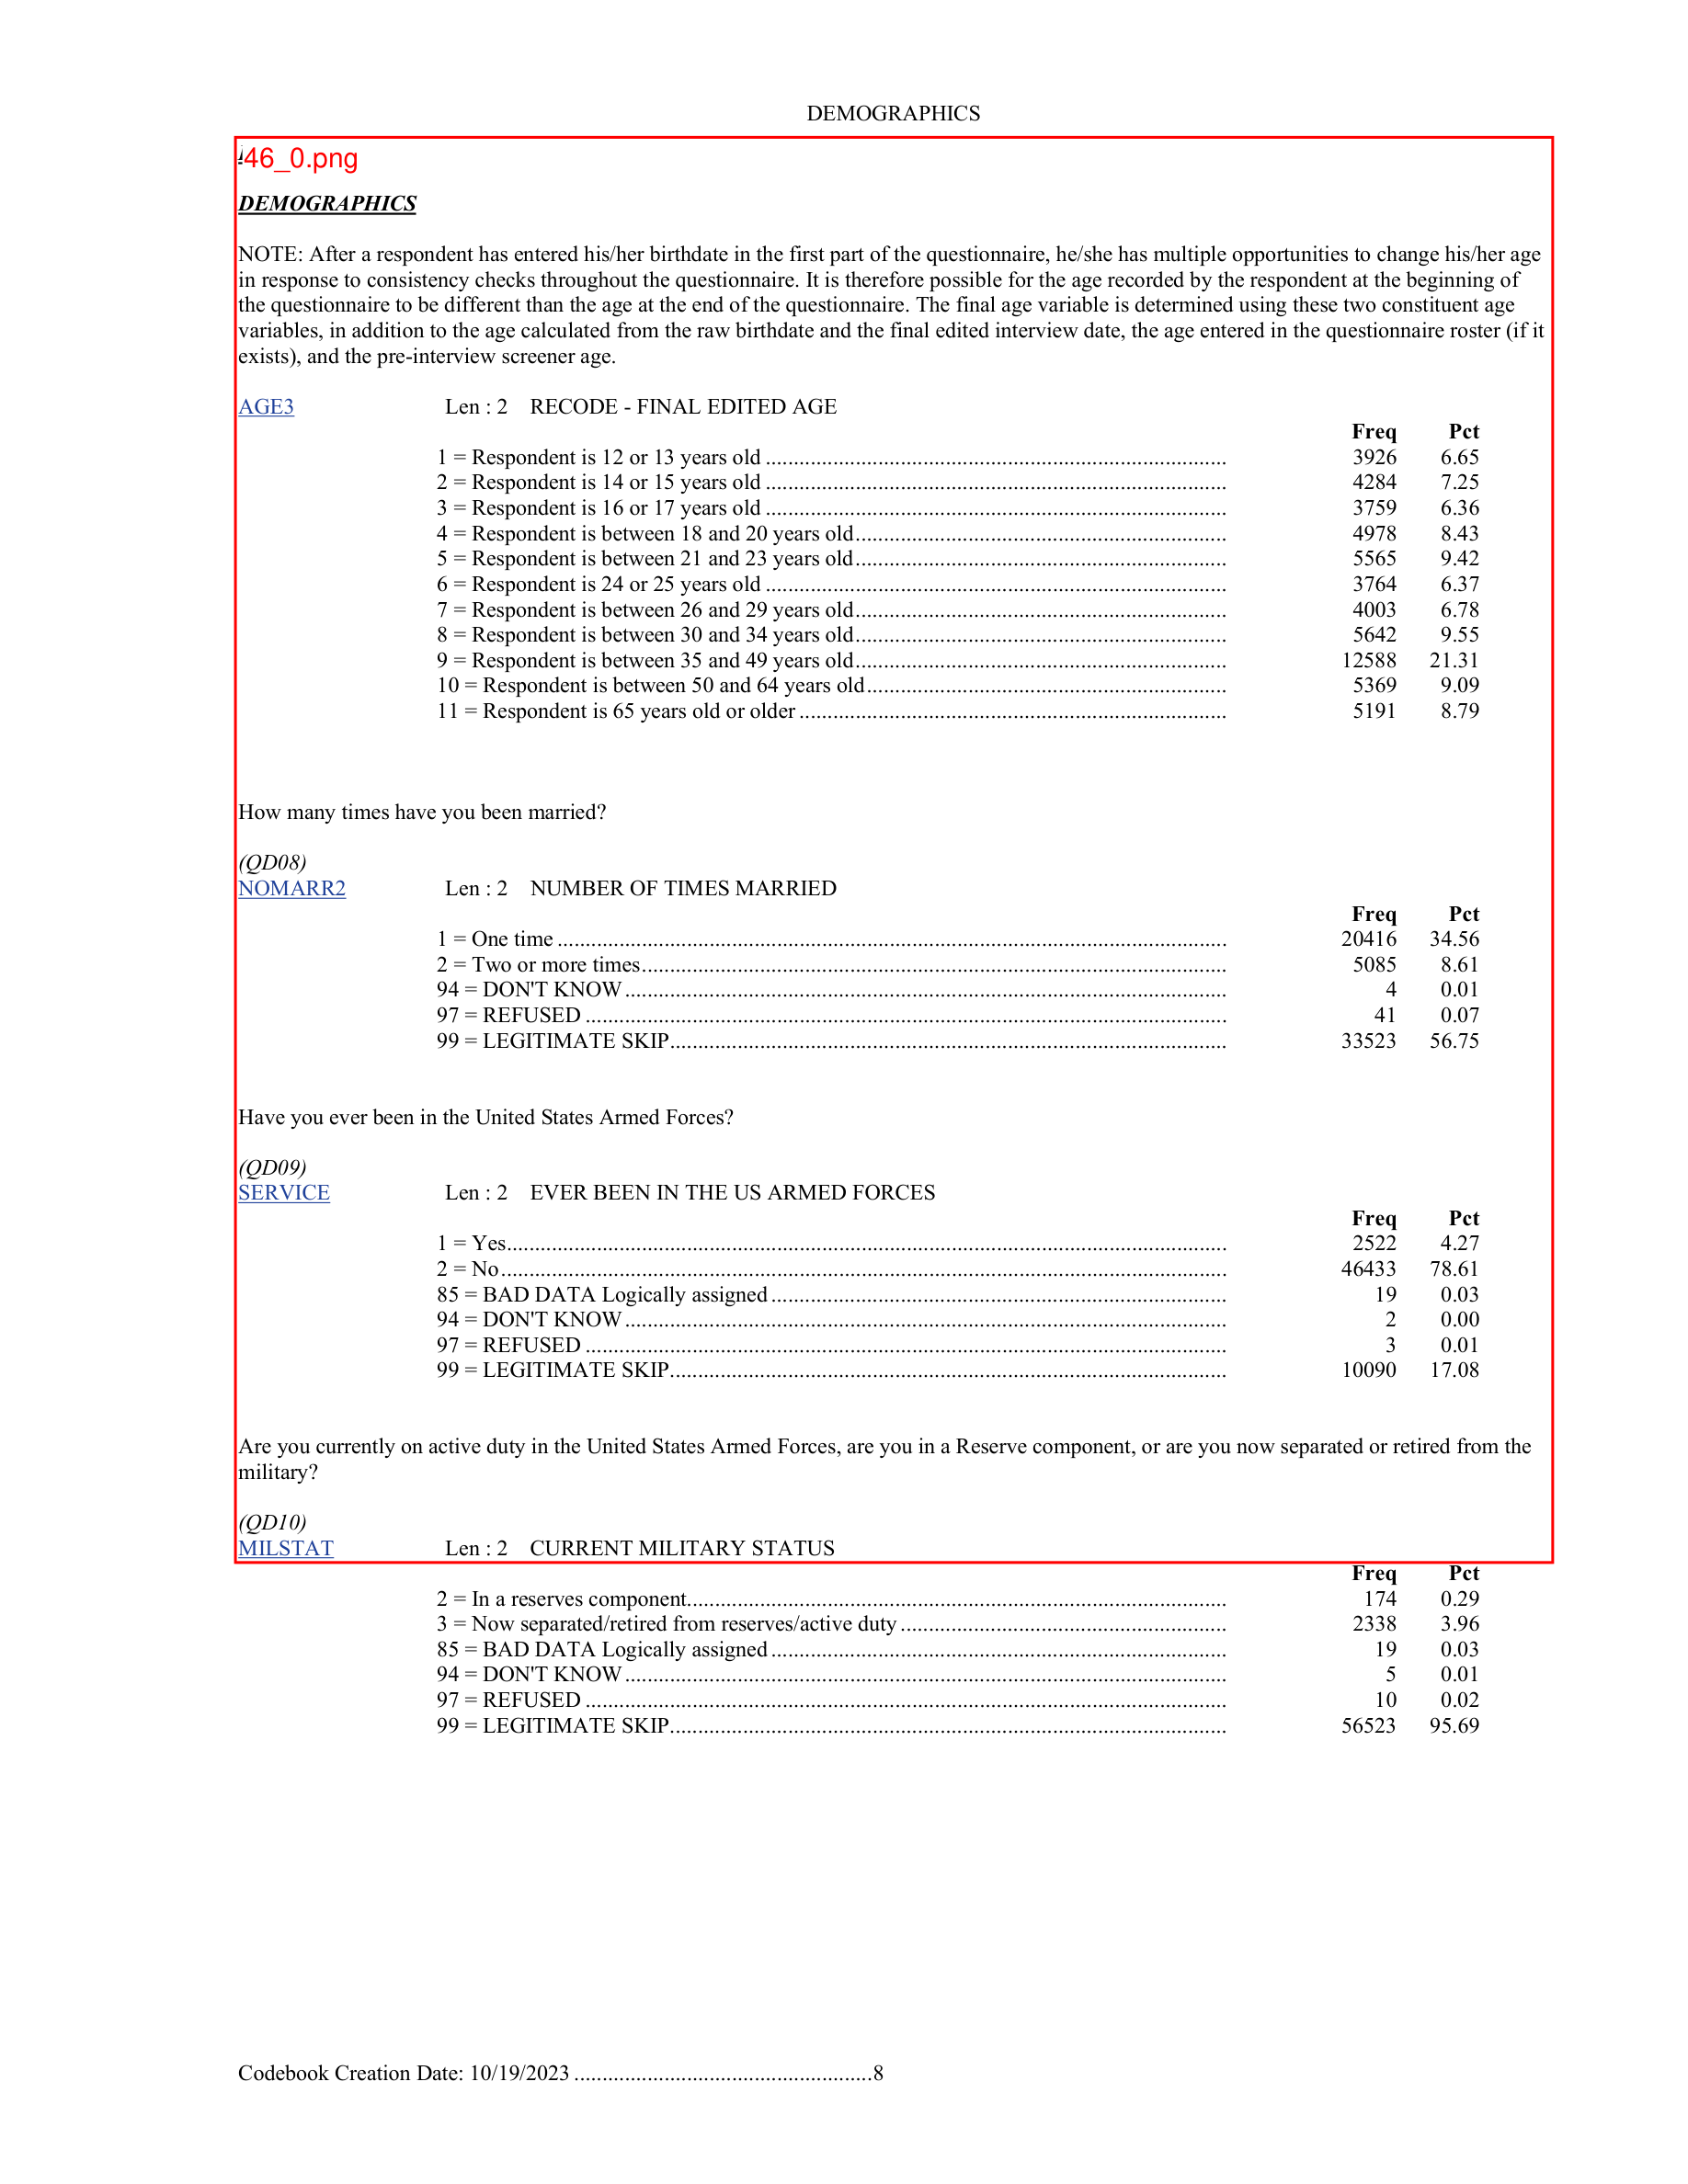 DEMOGRAPHICS
46_0.png
DEMOGRAPHICS
NOTE: After a respondent has entered his/her birthdate in the first part of the questionnaire, he/she has multiple opportunities to change his/her age
in response to consistency checks throughout the questionnaire. It is therefore possible for the age recorded by the respondent at the beginning of
the questionnaire to be different than the age at the end of the questionnaire. The final age variable is determined using these two constituent age
variables, in addition to the age calculated from the raw birthdate and the final edited interview date, the age entered in the questionnaire roster (if it
exists), and the pre-interview screener age.
AGE3 Len : 2 RECODE - FINAL EDITED AGE
Freq Pct
1 = Respondent is 12 or 13 years old 3926 6.65
2 = Respondent is 14 or 15 years old 4284 7.25
3 = Respondent is 16 or 17 years old 3759 6.36
4 = Respondent is between 18 and 20 years old 4978 8.43
5 = Respondent is between 21 and 23 years old 5565 9.42
6 = Respondent is 24 or 25 years old 3764 6.37
7 = Respondent is between 26 and 29 years old 4003 6.78
8 = Respondent is between 30 and 34 years old 5642 9.55
9 = Respondent is between 35 and 49 years old 12588 21.31
10 = Respondent is between 50 and 64 years old 5369 9.09
11 = Respondent is 65 years old or older 5191 8.79
How many times have you been married?
(QD08)
NOMARR2 Len : 2 NUMBER OF TIMES MARRIED
Freq Pct
1 = One time 20416 34.56
2 = Two or more times 5085 8.61
94 = DON'T KNOW 4 0.01
97 = REFUSED 41 0.07
99 = LEGITIMATE SKIP 33523 56.75
Have you ever been in the United States Armed Forces?
(QD09)
SERVICE Len : 2 EVER BEEN IN THE US ARMED FORCES
Freq Pct
1 = Yes 2522 4.27
2 = No 46433 78.61
85 = BAD DATA Logically assigned 19 0.03
94 = DON'T KNOW 2 0.00
97 = REFUSED 3 0.01
99 = LEGITIMATE SKIP 10090 17.08
Are you currently on active duty in the United States Armed Forces, are you in a Reserve component, or are you now separated or retired from the
military?
(QD10)
MILSTAT Len : 2 CURRENT MILITARY STATUS
Freq Pct
2 = In a reserves component 174 0.29
3 = Now separated/retired from reserves/active duty 2338 3.96
85 = BAD DATA Logically assigned 19 0.03
94 = DON'T KNOW 5 0.01
97 = REFUSED 10 0.02
99 = LEGITIMATE SKIP 56523 95.69
Codebook Creation Date: 10/19/2023 8